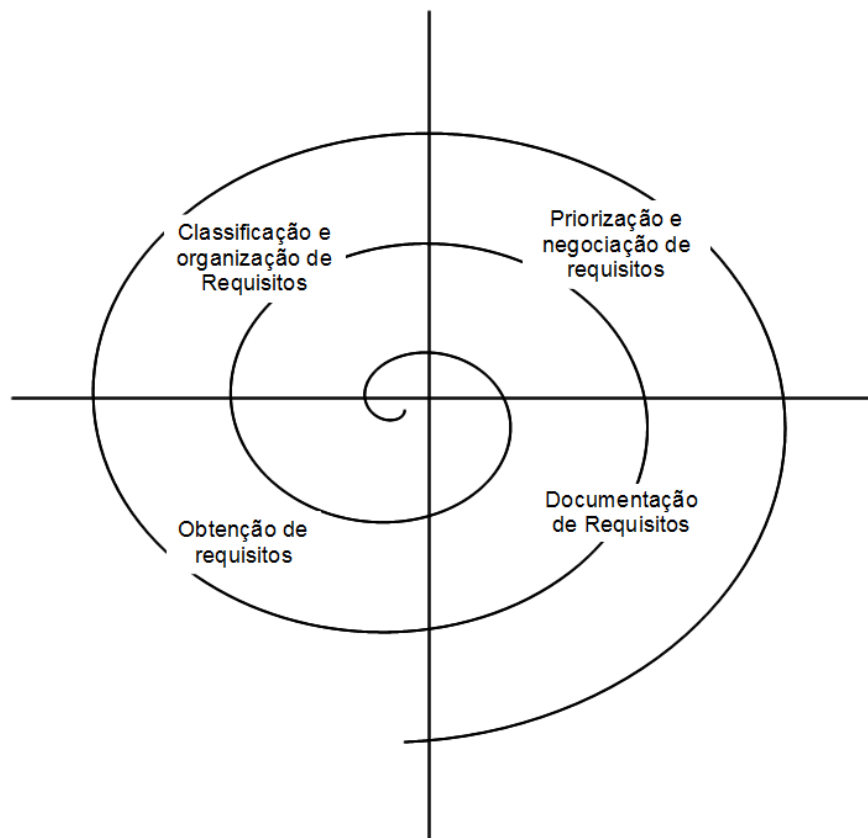 Classificação e
organização de
Requisitos
Priorização e
negociação de
requisitos
Obtenção de
requisitos
Documentação
de Requisitos